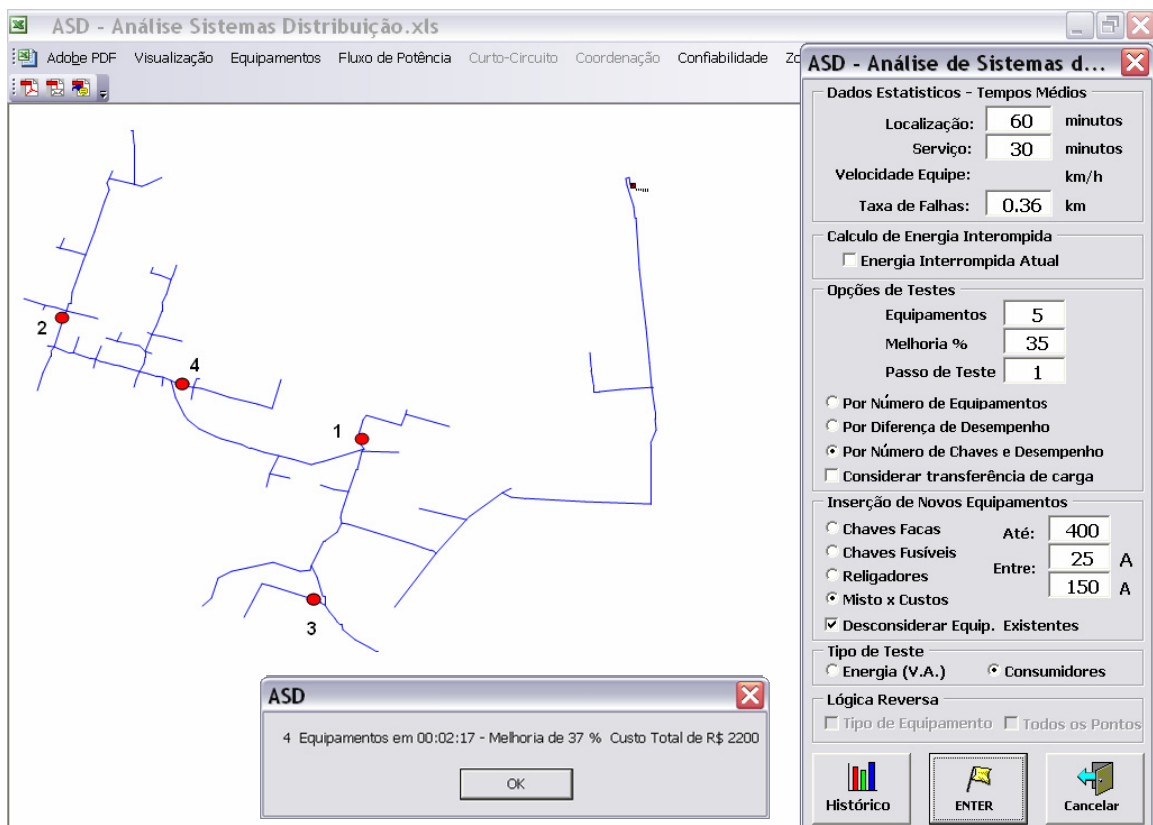 ASD - Análise Sistemas Distribuição.xls
Adobe PDF Visualização Equipamentos Fluxo de Potência Curto-Circuito Coordenação Confiabilidade Zo
ASD - Análise de Sistemas d...
Dados Estatisticos - Tempos Médios
Localização: 60 minutos
Serviço: 30 minutos
Velocidade Equipe: km/h
Taxa de Falhas: 0.36 km
Calculo de Energia Interompida
Energia Interrompida Atual
Opções de Testes
Equipamentos 5
Melhoria % 35
Passo de Teste 1
Por Número de Equipamentos
Por Diferença de Desempenho
Por Número de Chaves e Desempenho
Considerar transferência de carga
Inserção de Novos Equipamentos
Chaves Facas Até: 400
Chaves Fusíveis Entre: 25 A
Religadores 150 A
Misto x Custos
Desconsiderar Equip. Existentes
Tipo de Teste
Energia (V.A.) Consumidores
Lógica Reversa
Tipo de Equipamento Todos os Pontos
Histórico ENTER Cancelar
2
4
1
3
ASD
4 Equipamentos em 00:02:17 - Melhoria de 37 % Custo Total de R$ 2200
OK